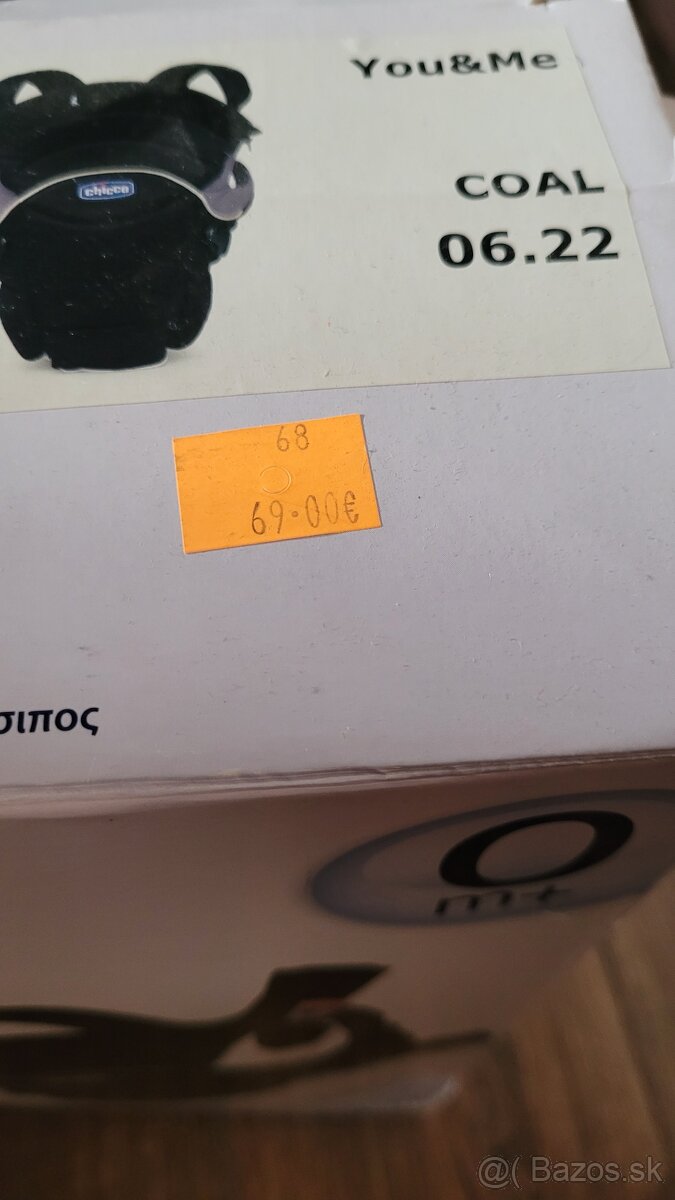 You&Me
chicco
COAL
06.22
68
69.00€
σιπος
0
m+
@( Bazos.sk